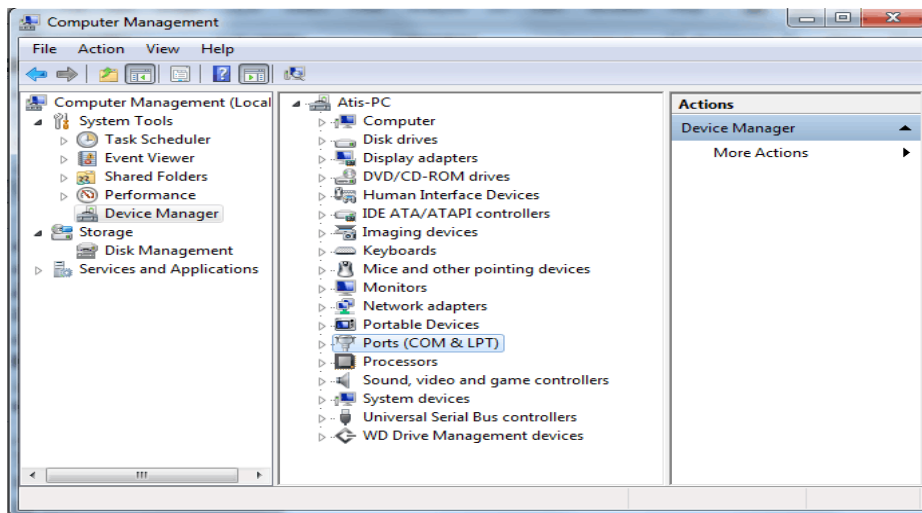 Computer Management
File Action View Help
Computer Management (Local
System Tools
Task Scheduler
Event Viewer
Shared Folders
Performance
Device Manager
Storage
Disk Management
Services and Applications
Atis-PC
Computer
Disk drives
Display adapters
DVD/CD-ROM drives
Human Interface Devices
IDE ATA/ATAPI controllers
Imaging devices
Keyboards
Mice and other pointing devices
Monitors
Network adapters
Portable Devices
Ports (COM & LPT)
Processors
Sound, video and game controllers
System devices
Universal Serial Bus controllers
WD Drive Management devices
Actions
Device Manager
More Actions